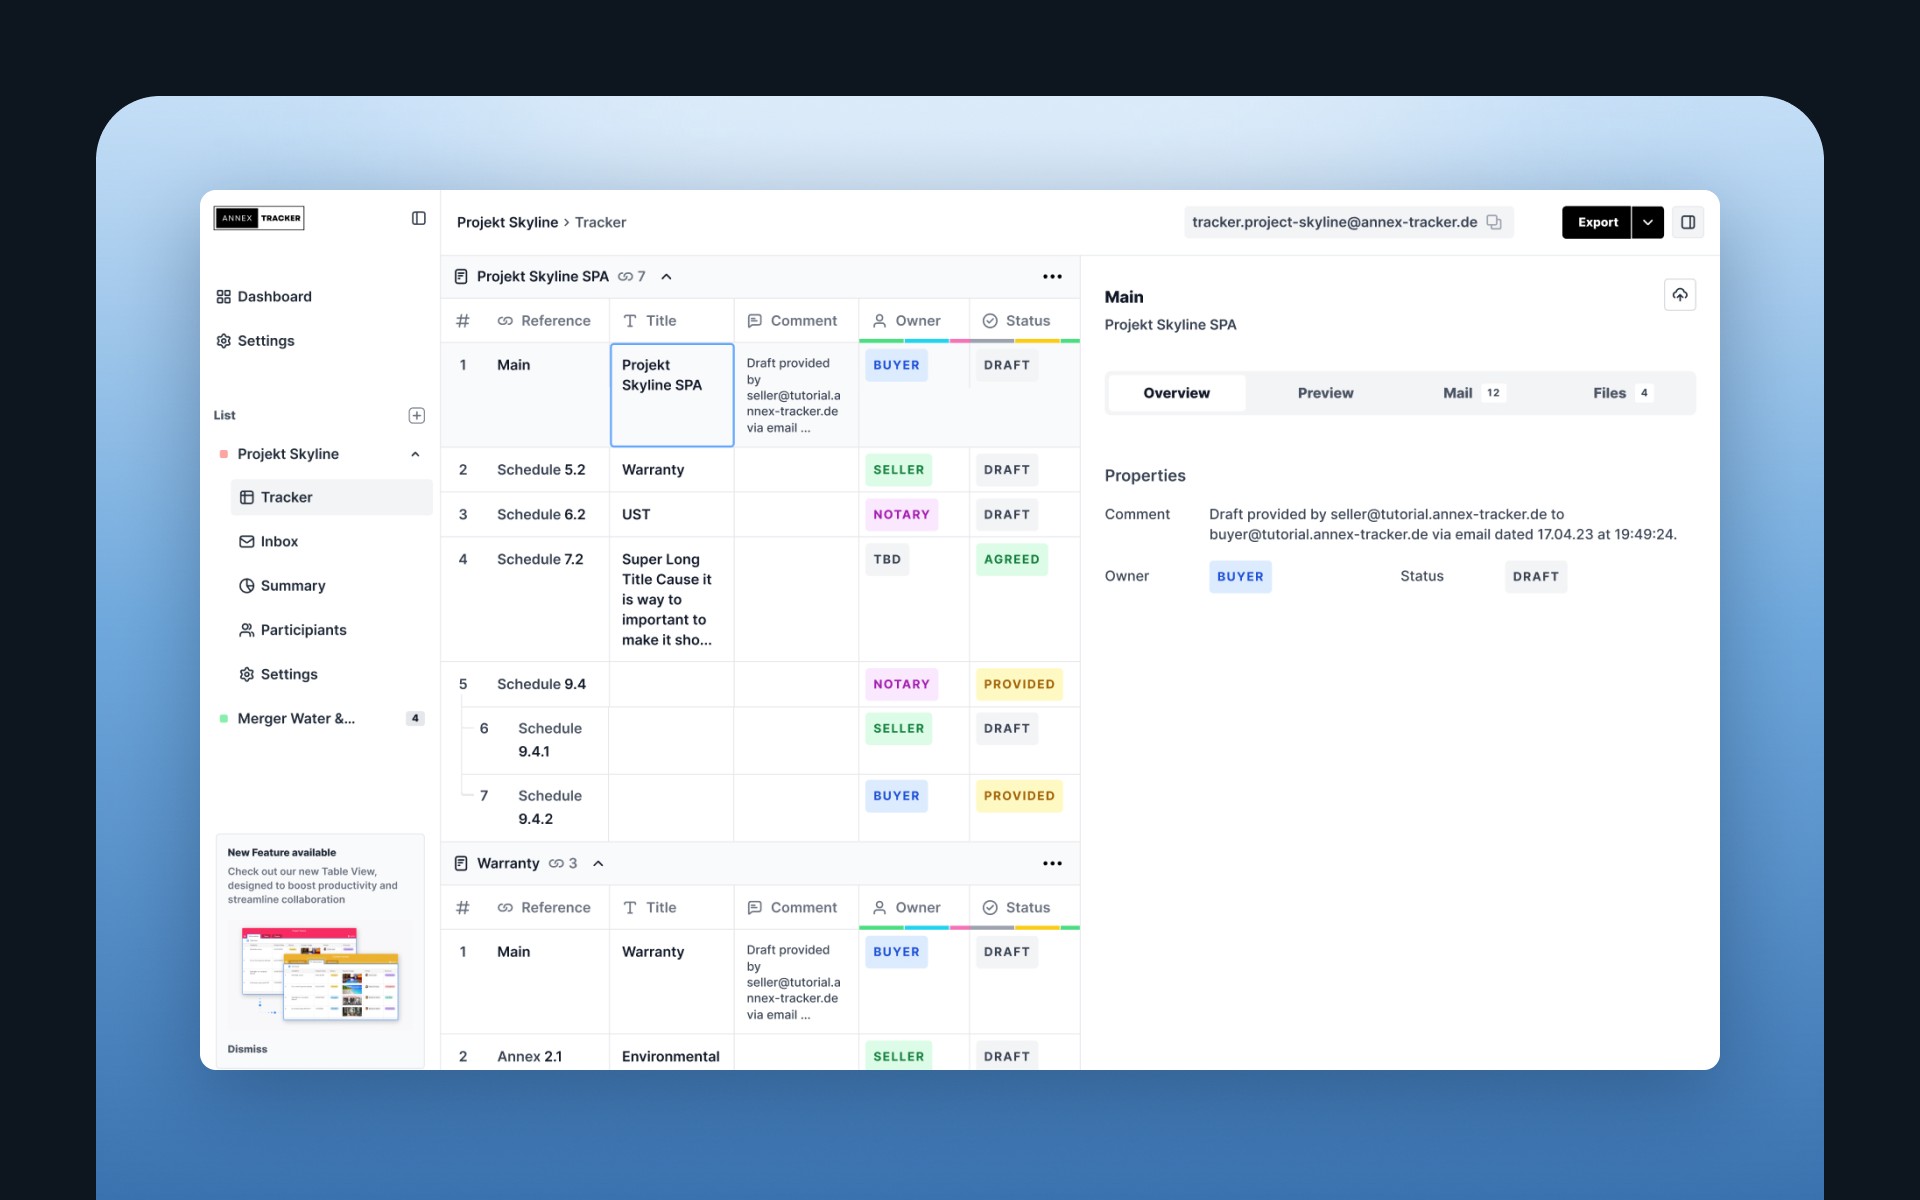 ANNEX TRACKER
Dashboard
Settings
List
Projekt Skyline
Tracker
Inbox
Summary
Participiants
Settings
Merger Water &... 4
New Feature available
Check out our new Table View,
designed to boost productivity and
streamline collaboration
Dismiss
Projekt Skyline › Tracker
tracker.project-skyline@annex-tracker.de
Export
Projekt Skyline SPA 7
# Reference Title Comment Owner Status
1 Main Projekt
Skyline SPA
Draft provided
by
seller@tutorial.a
nnex-tracker.de
via email ...
BUYER DRAFT
2 Schedule 5.2 Warranty SELLER DRAFT
3 Schedule 6.2 UST NOTARY DRAFT
4 Schedule 7.2 Super Long
Title Cause it
is way to
important to
make it sho...
TBD AGREED
5 Schedule 9.4 NOTARY PROVIDED
6 Schedule
9.4.1
SELLER DRAFT
7 Schedule
9.4.2
BUYER PROVIDED
Warranty 3
# Reference Title Comment Owner Status
1 Main Warranty
Draft provided
by
seller@tutorial.a
nnex-tracker.de
via email ...
BUYER DRAFT
2 Annex 2.1 Environmental SELLER DRAFT
Main
Projekt Skyline SPA
Overview Preview Mail 12 Files 4
Properties
Comment Draft provided by seller@tutorial.annex-tracker.de to
buyer@tutorial.annex-tracker.de via email dated 17.04.23 at 19:49:24.
Owner BUYER Status DRAFT